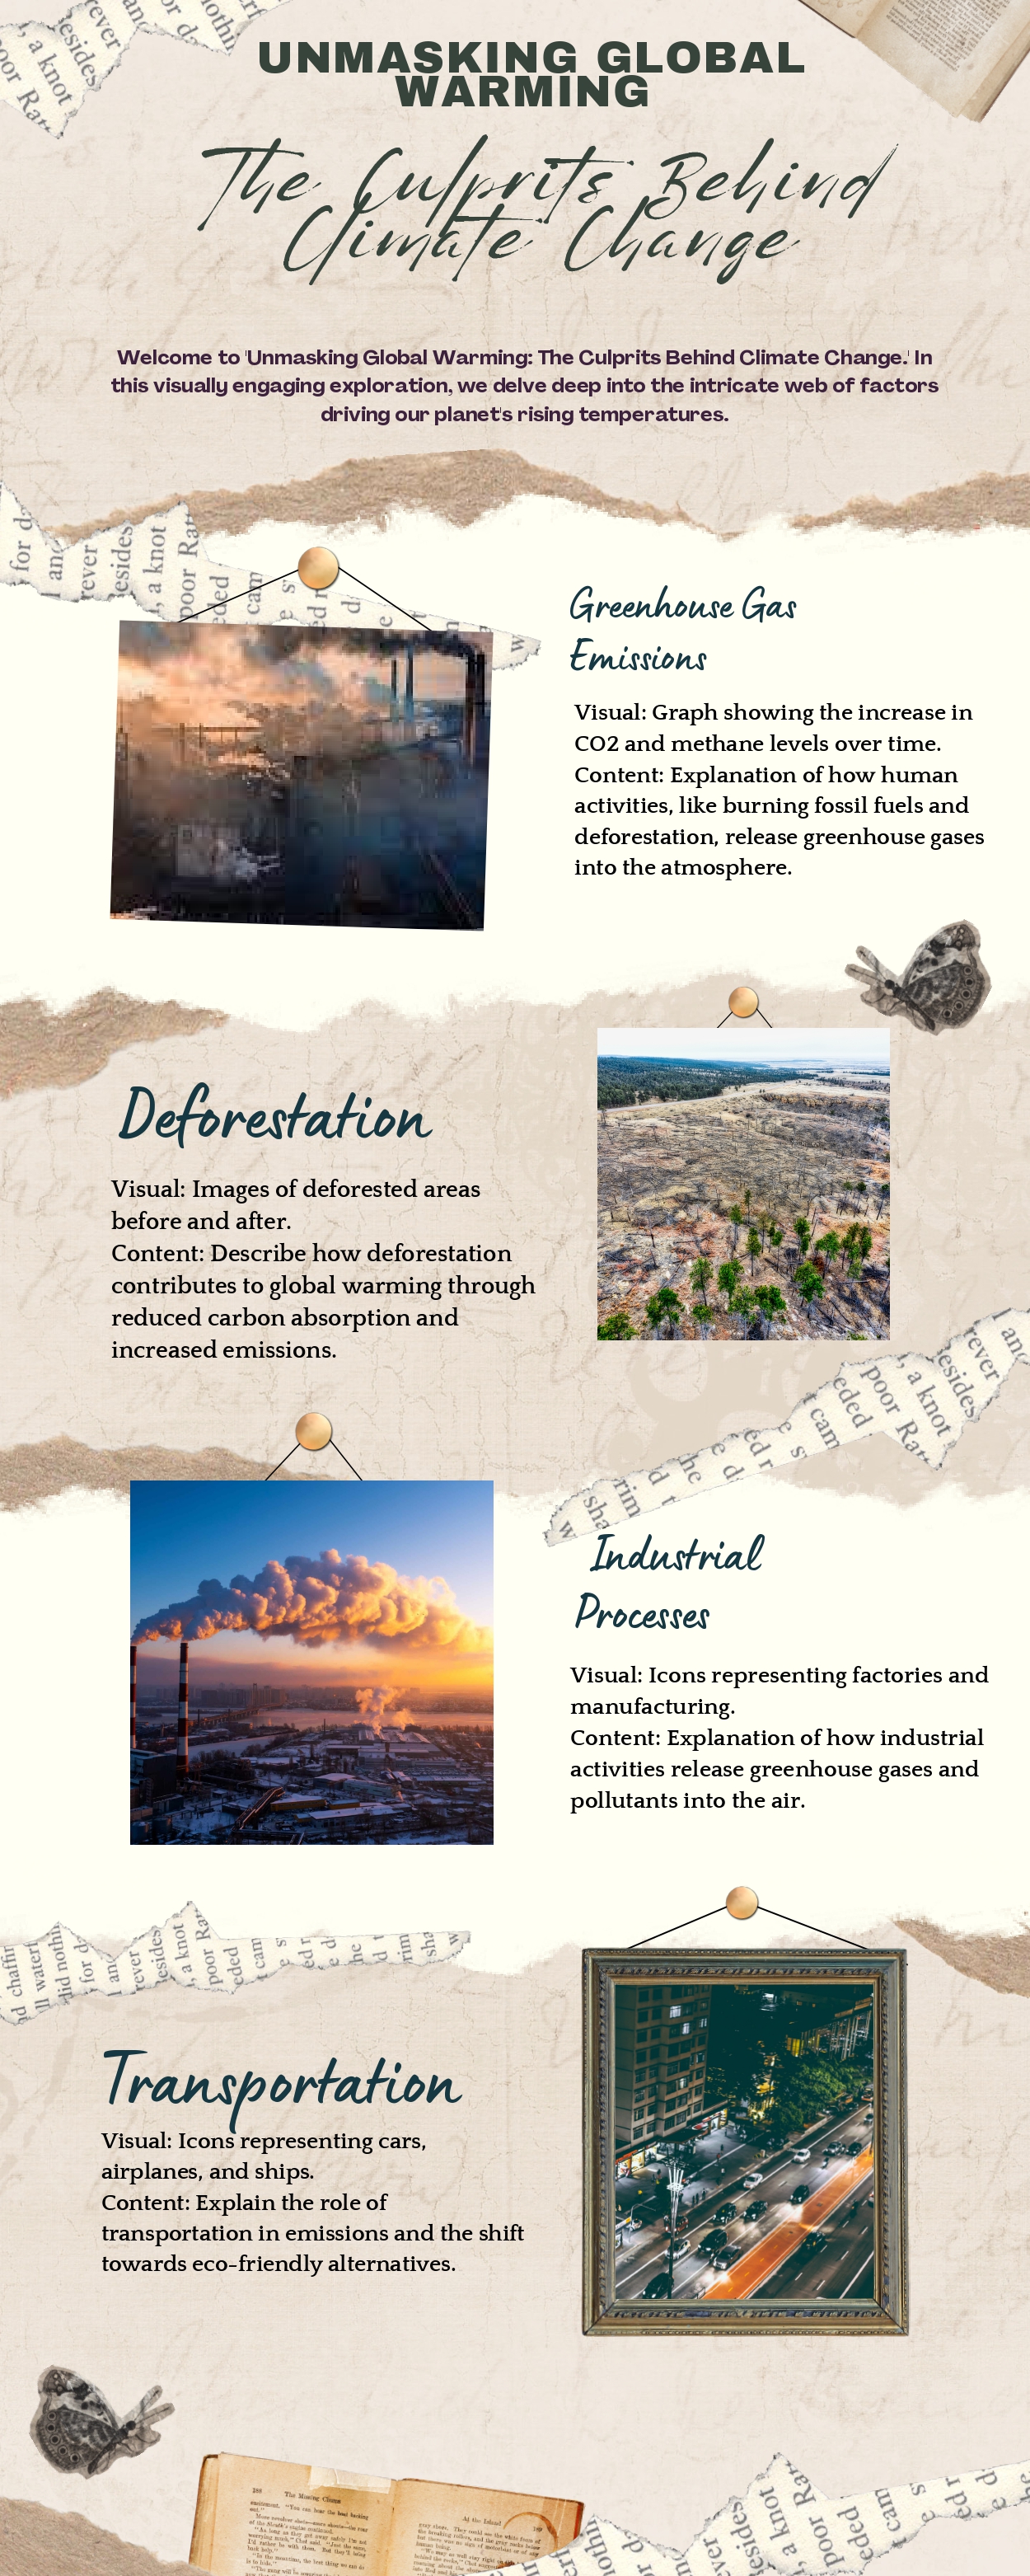 UNMASKING GLOBAL
WARMING
The Culprits Behind
Climate Change
Welcome to 'Unmasking Global Warming: The Culprits Behind Climate Change.' In
this visually engaging exploration, we delve deep into the intricate web of factors
driving our planet's rising temperatures.
Greenhouse Gas
Emissions
Visual: Graph showing the increase in
CO2 and methane levels over time.
Content: Explanation of how human
activities, like burning fossil fuels and
deforestation, release greenhouse gases
into the atmosphere.
Deforestation
Visual: Images of deforested areas
before and after.
Content: Describe how deforestation
contributes to global warming through
reduced carbon absorption and
increased emissions.
Industrial
Processes
Visual: Icons representing factories and
manufacturing.
Content: Explanation of how industrial
activities release greenhouse gases and
pollutants into the air.
Transportation
Visual: Icons representing cars,
airplanes, and ships.
Content: Explain the role of
transportation in emissions and the shift
towards eco-friendly alternatives.